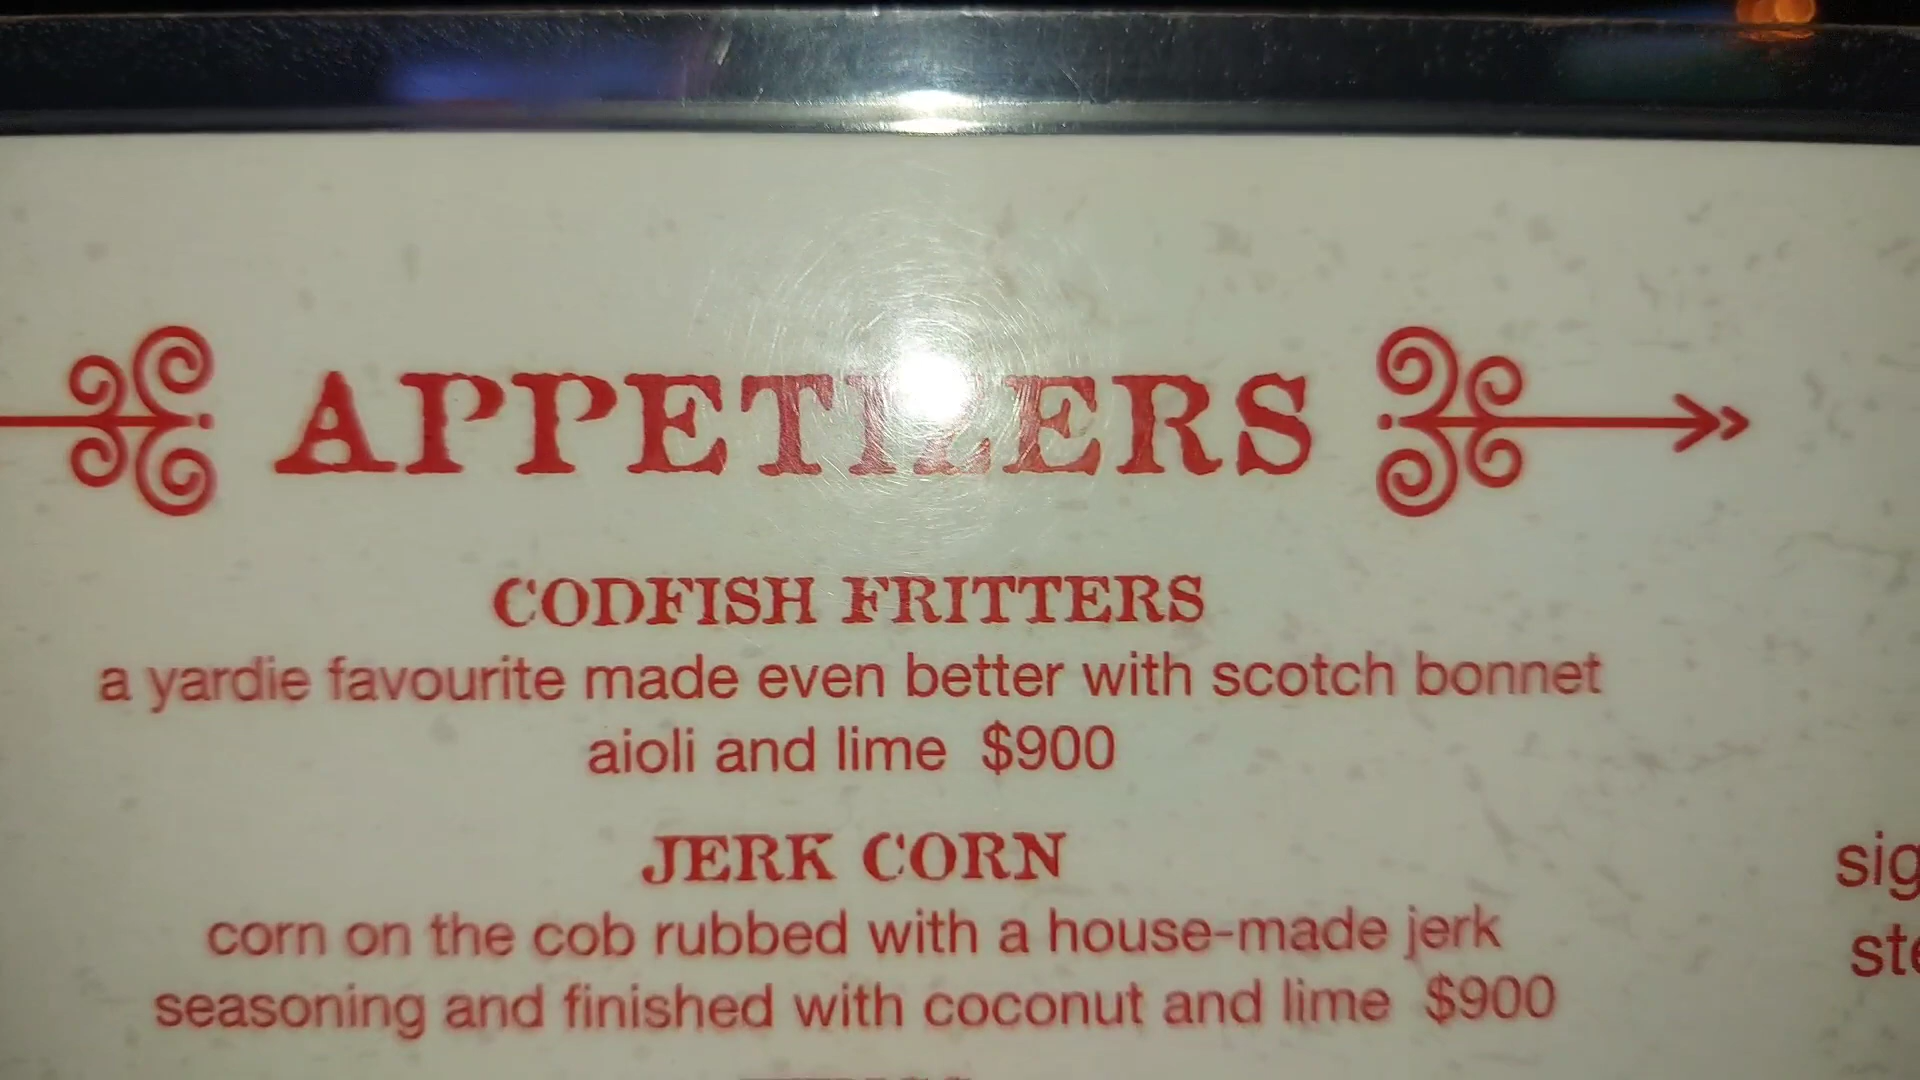 APPETIZERS
CODFISH FRITTERS
a yardie favourite made even better with scotch bonnet
aioli and lime $900
JERK CORN
corn on the cob rubbed with a house-made jerk
seasoning and finished with coconut and lime $900